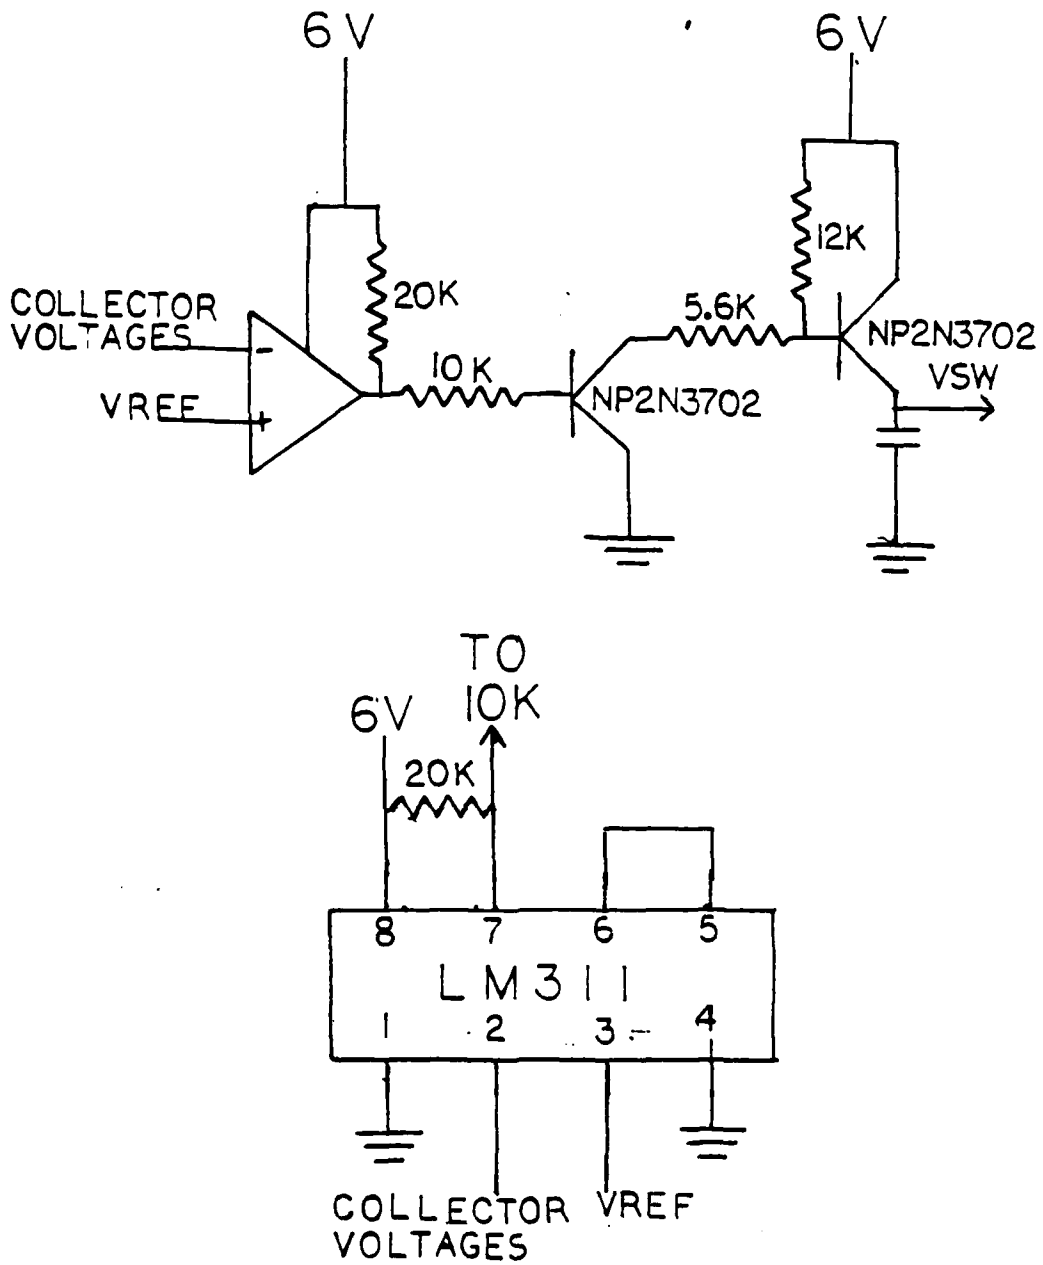 6V
6V
12K
20K
COLLECTOR
VOLTAGES
-
5.6K
NP2N3702
10K
VSW
VREF
+
NP2N3702
TO
10K
6V
20K
8 7 6 5
LM311
1 2 3 4
COLLECTOR VREF
VOLTAGES